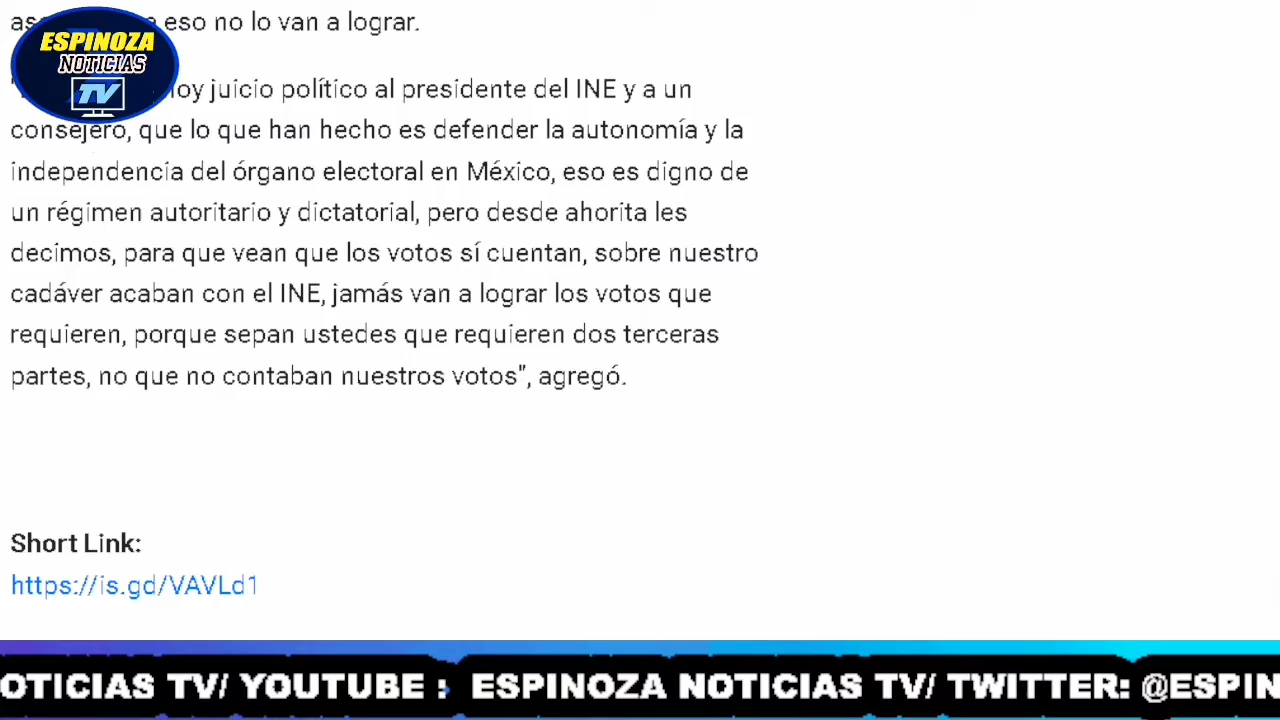 eso no lo van a lograr.
ESPINOZA
NOTICIAS
TV
hoy juicio político al presidente del INE y a un
consejero, que lo que han hecho es defender la autonomía y la
independencia del órgano electoral en México, eso es digno de
un régimen autoritario y dictatorial, pero desde ahorita les
decimos, para que vean que los votos sí cuentan, sobre nuestro
cadáver acaban con el INE, jamás van a lograr los votos que
requieren, porque sepan ustedes que requieren dos terceras
partes, no que no contaban nuestros votos", agregó.
Short Link:
https://is.gd/VAVLd1
OTICIAS TV/ YOUTUBE : ESPINOZA NOTICIAS TV/ TWITTER: @ESPIN